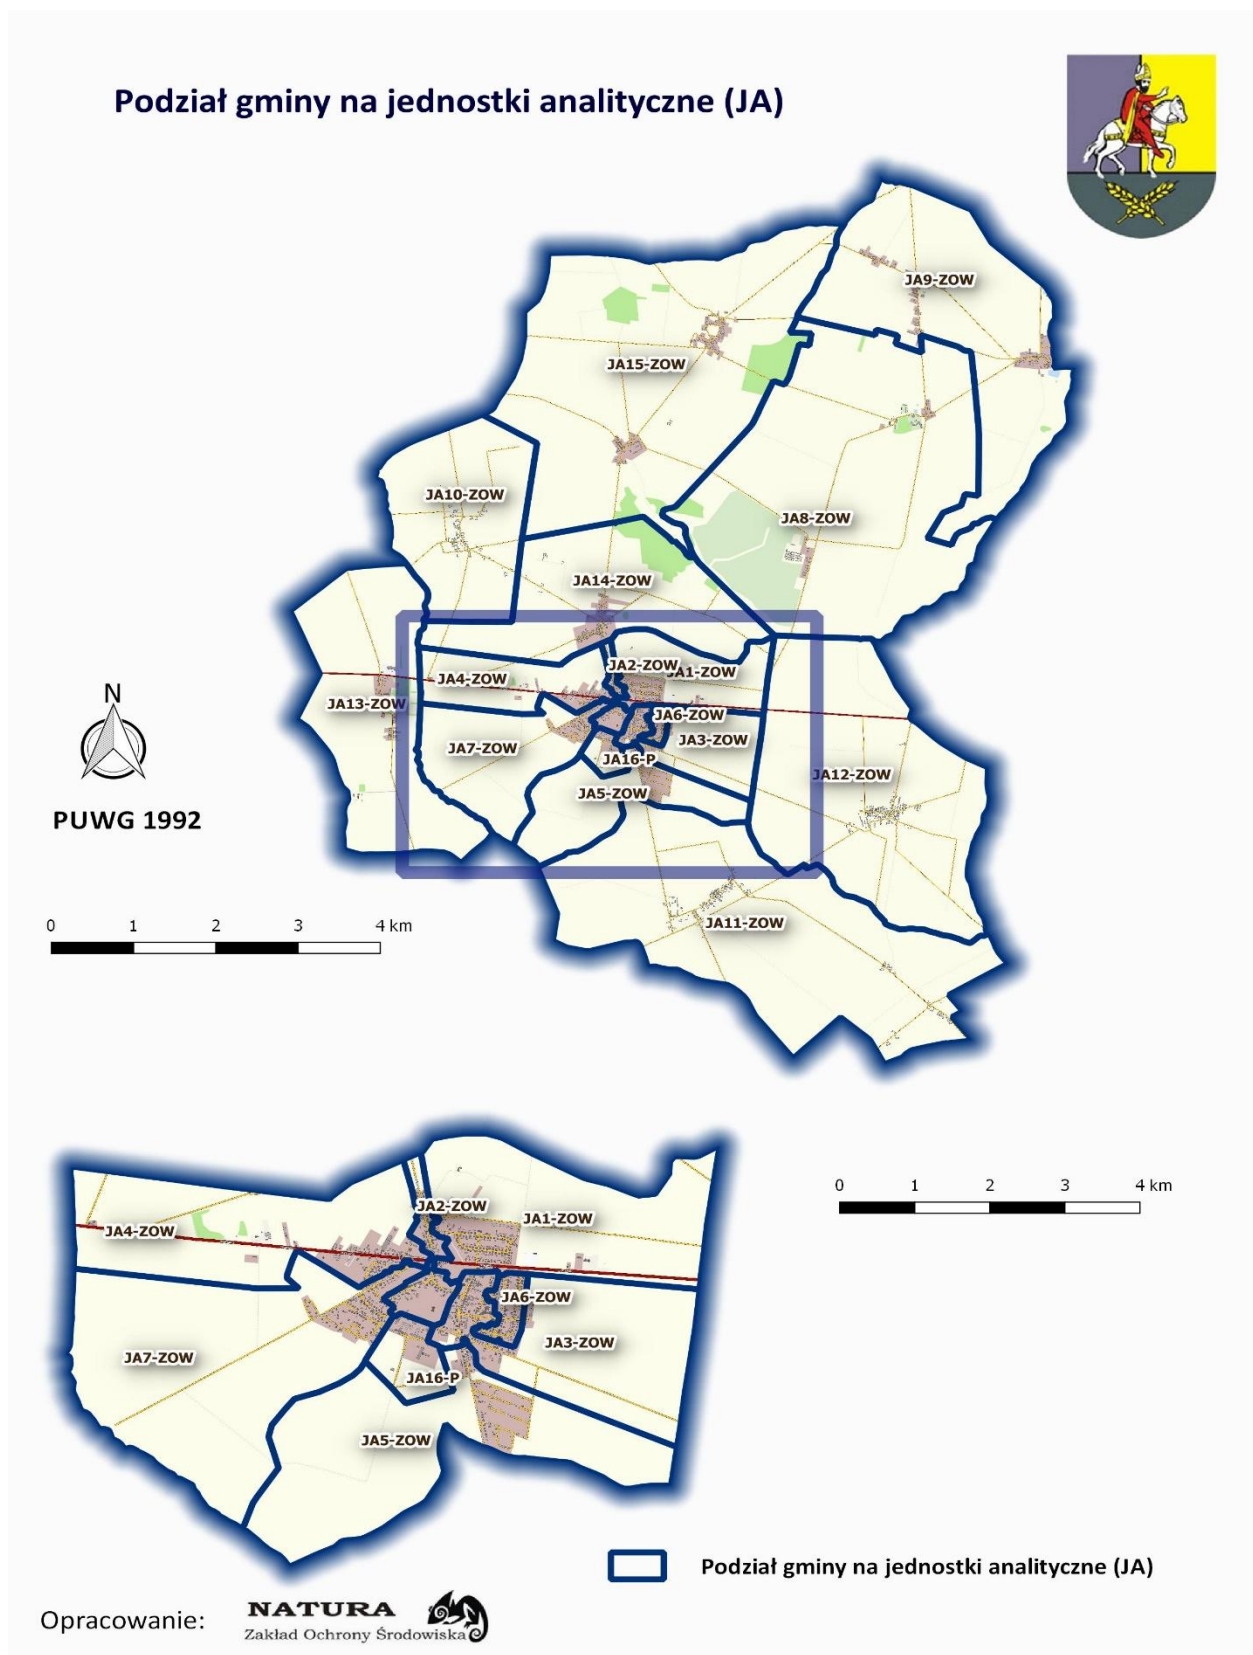 Podział gminy na jednostki analityczne (JA)
JA9-ZOW
JA15-ZOW
JA10-ZOW
JA8-ZOW
JA14-ZOW
JA2-ZOW
JA1-ZOW
JA4-ZOW
JA13-ZOW
JA6-ZOW
JA3-ZOW
JA7-ZOW
JA16-P
JA12-ZOW
JA5-ZOW
JA11-ZOW
N
PUWG 1992
0 1 2 3 4 km
JA2-ZOW
JA1-ZOW
JA4-ZOW
JA6-ZOW
JA3-ZOW
JA7-ZOW
JA16-P
JA5-ZOW
0 1 2 3 4 km
Podział gminy na jednostki analityczne (JA)
Opracowanie:
NATURA
Zakład Ochrony Środowiska